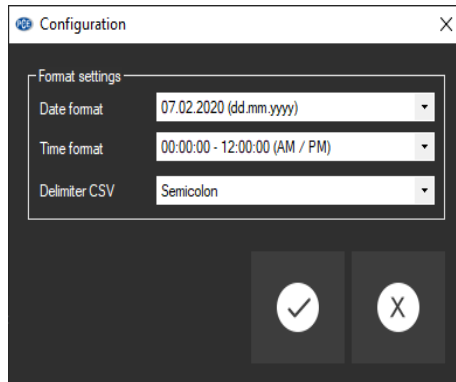 PCE Configuration X
Format settings
Date format 07.02.2020 (dd.mm.yyyy)
Time format 00:00:00 - 12:00:00 (AM / PM)
Delimiter CSV Semicolon
X